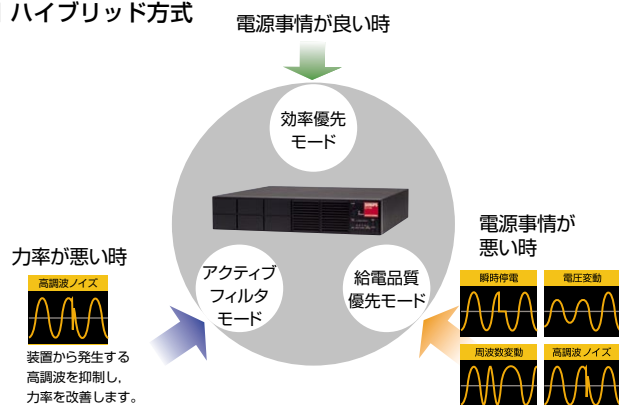 ハイブリッド方式
電源事情が良い時
効率優先
モード
電源事情が
悪い時
力率が悪い時
高調波ノイズ
アクティブ
フィルタ
モード
給電品質
優先モード
瞬時停電
電圧変動
周波数変動
高調波ノイズ
装置から発生する
高調波を抑制し,
力率を改善します。